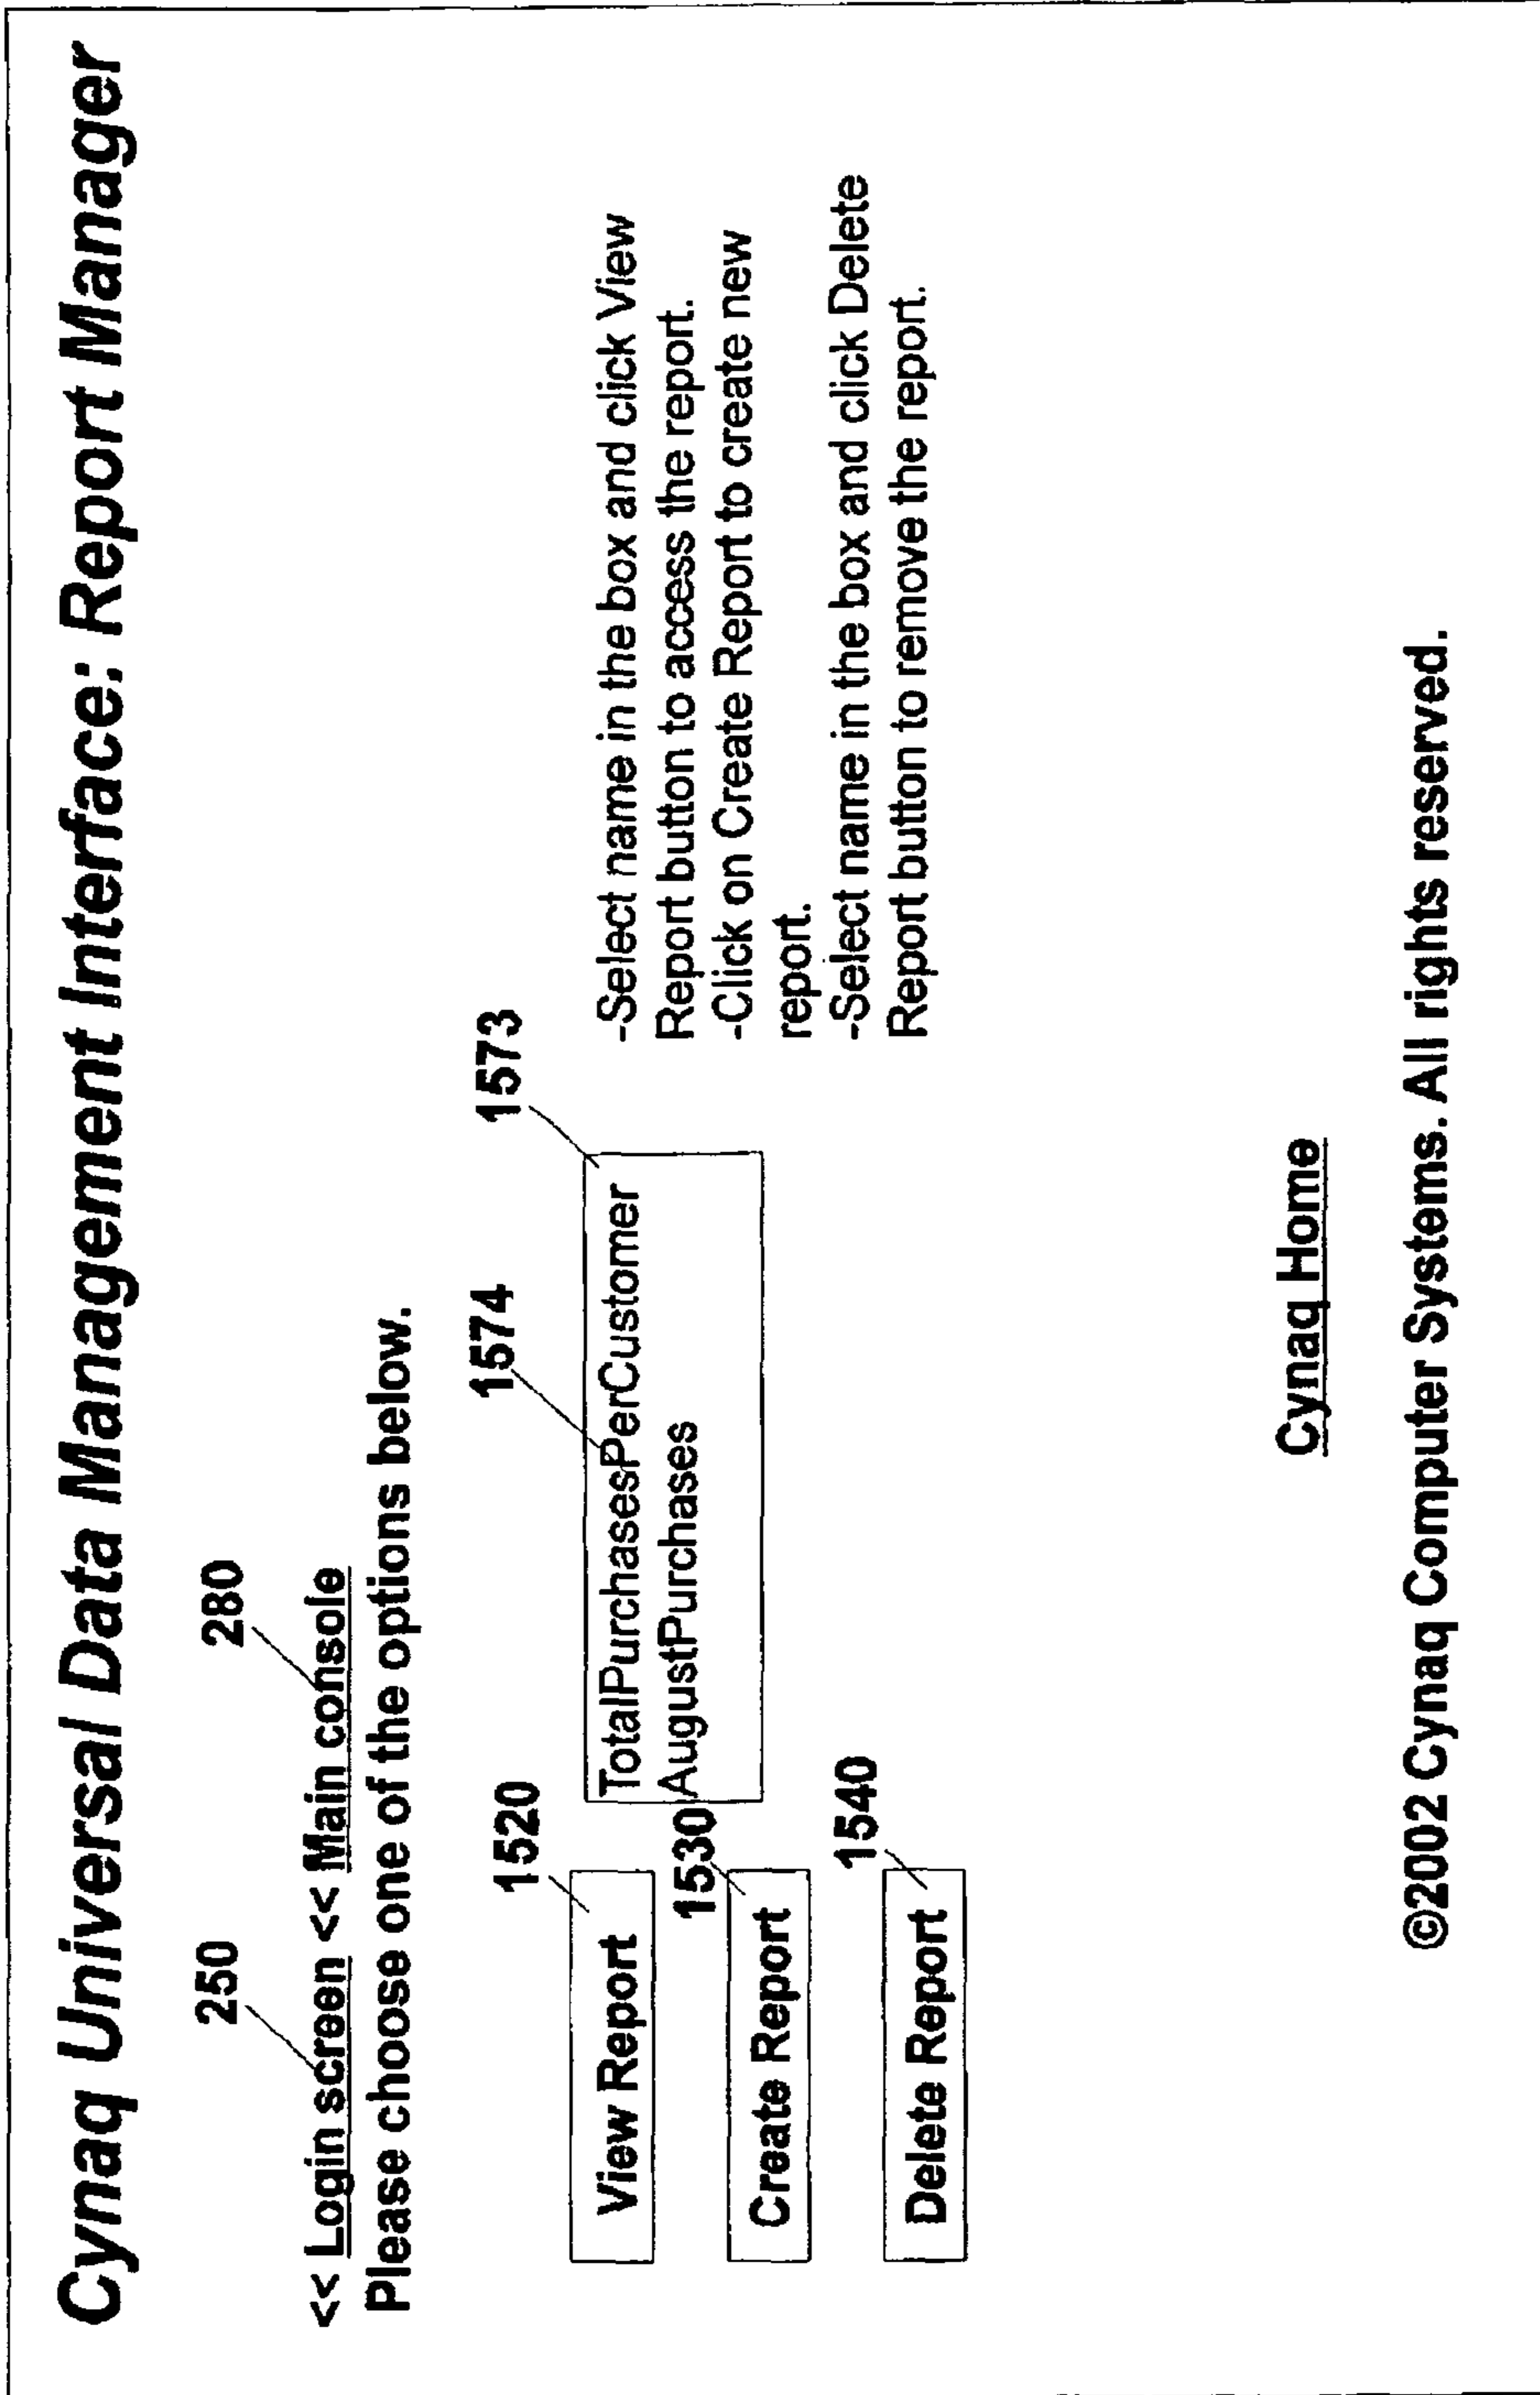 Cynaq Universal Data Management Interface: Report Manager
250
280
<< Login screen << Main console
Please choose one of the options below.
1520
1574
1573
View Report
TotalPurchasesPerCustomer
AugustPurchases
1530
Create Report
1540
Delete Report
-Select name in the box and click View
Report button to access the report.
-Click on Create Report to create new
report.
-Select name in the box and click Delete
Report button to remove the report.
Cynaq Home
©2002 Cynaq Computer Systems. All rights reserved.